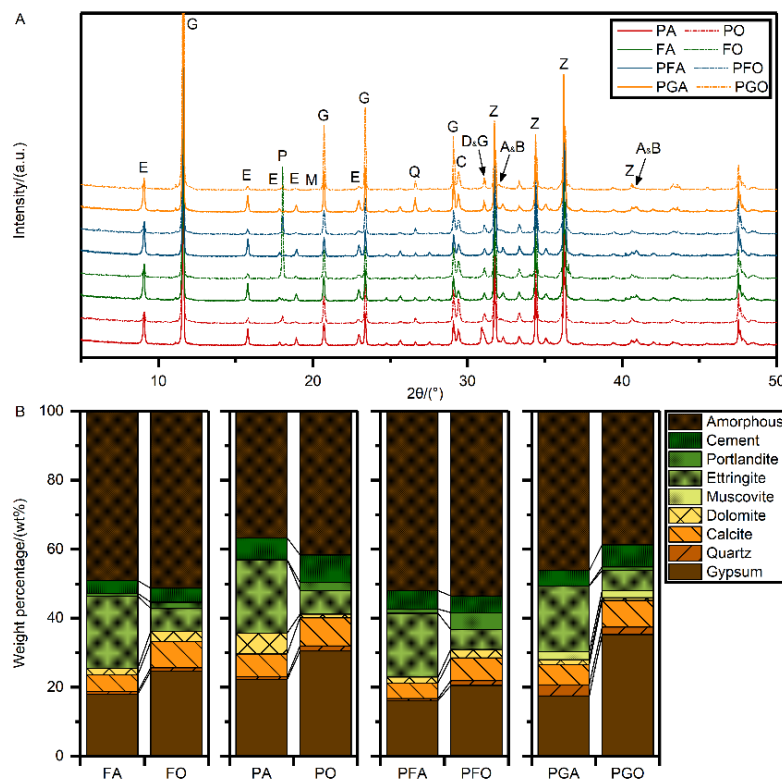 A
G
PA PO
FA FO
PFA PFO
PGA PGO
E
P
E
E
E
M
G
E
G
Q
G
C
D&G
Z
A&B
Z
Z
Z
A&B
Intensity/(a.u.)
10 20 30 40 50
2θ/(°)
B
Weight percentage/(wt%)
100
80
60
40
20
0
FA FO PA PO PFA PFO PGA PGO
Amorphous
Cement
Portlandite
Ettringite
Muscovite
Dolomite
Calcite
Quartz
Gypsum